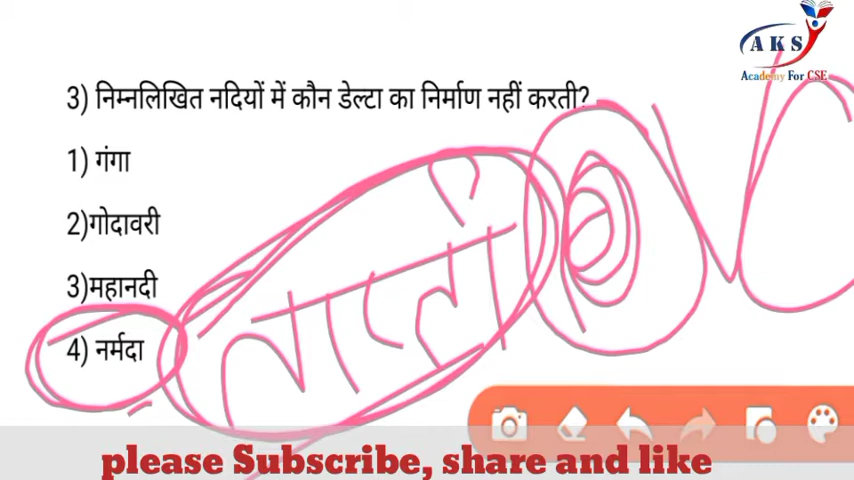 AKS
Academy For CSE
3) निम्नलिखित नदियों में कौन डेल्टा का निर्माण नहीं करती?
1) गंगा
2)गोदावरी
3)महानदी
4) नर्मदा
ताप्ती
please Subscribe, share and like